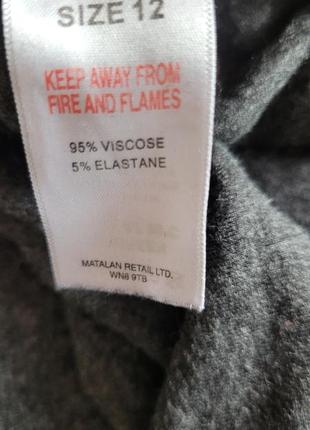 SIZE 12
KEEP AWAY FROM
FIRE AND FLAMES
95% VISCOSE
5% ELASTANE
MATALAN RETAIL LTD.
WN8 9TB